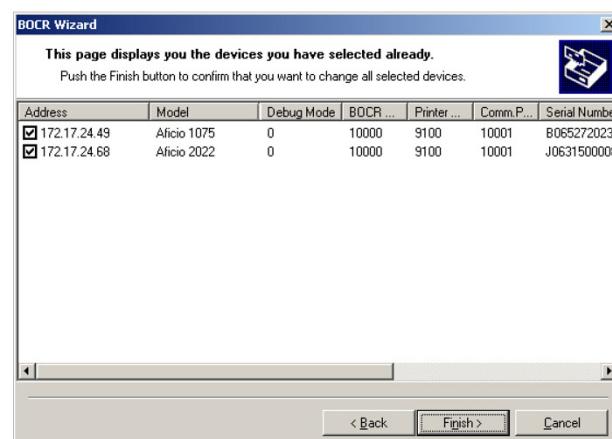 BOCR Wizard
This page displays you the devices you have selected already.
Push the Finish button to confirm that you want to change all selected devices.
Address Model Debug Mode BOCR ... Printer ... Comm.P... Serial Numbe
172.17.24.49 Aficio 1075 0 10000 9100 10001 B065272023
172.17.24.68 Aficio 2022 0 10000 9100 10001 J063150000
< Back Finish > Cancel